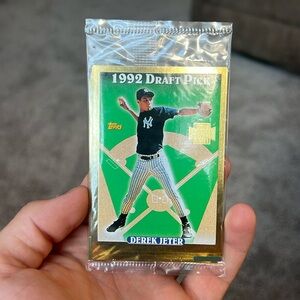 1992 DRAFT PICK
Topps
NY
DEREK JETER